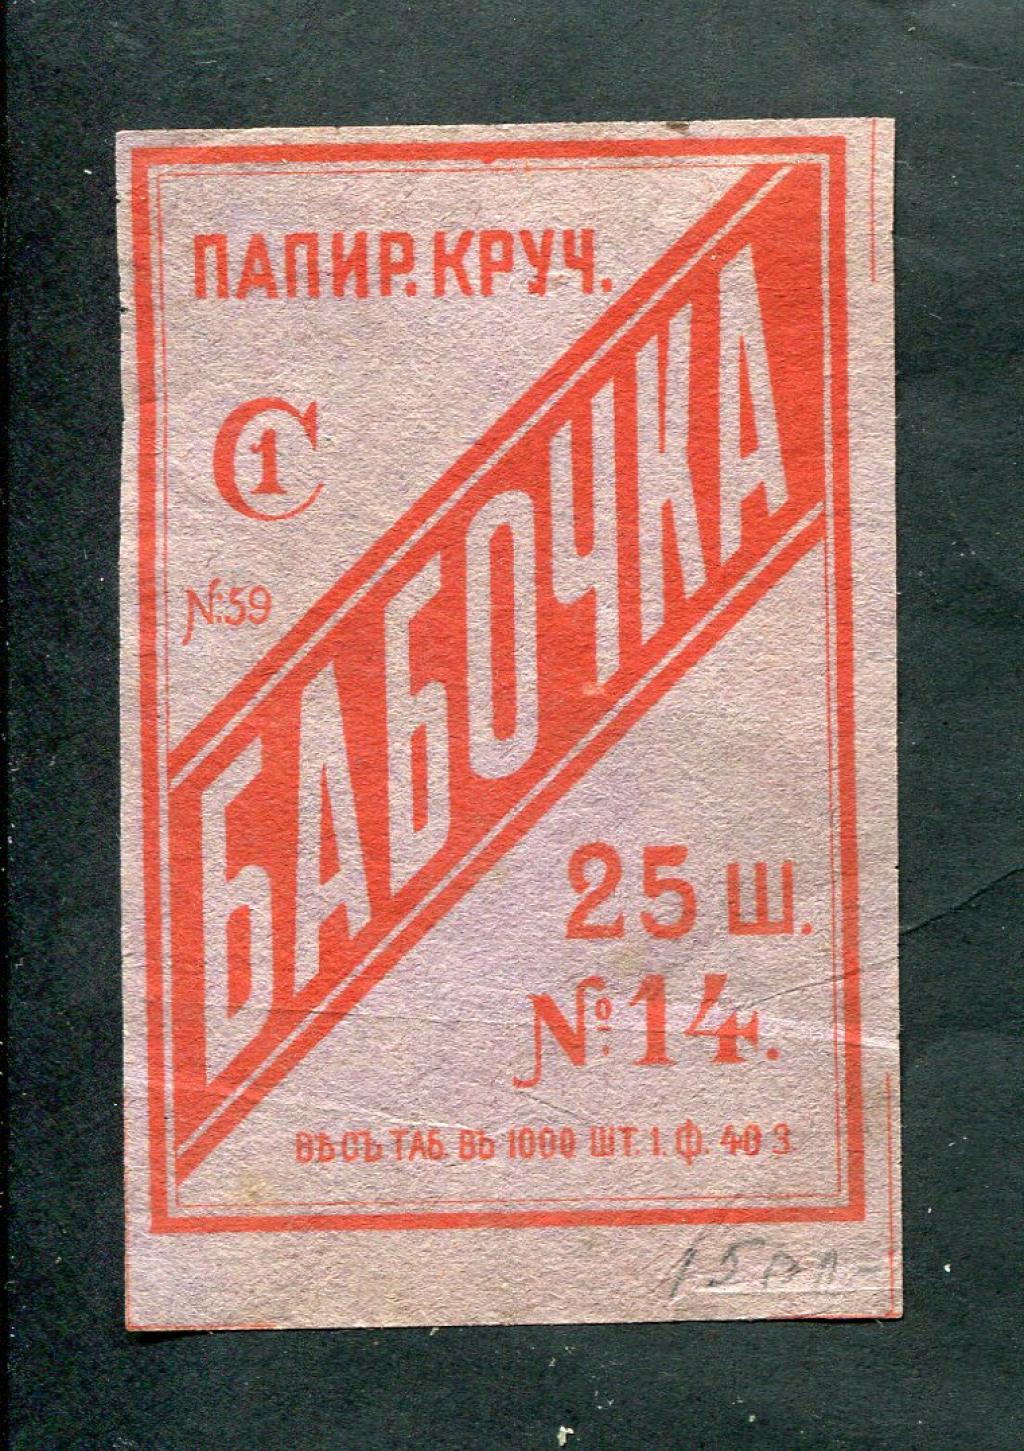 ПАПИР. КРУЧ.
С 1
№ 59
БАБОЧКА
25 Ш.
№ 14.
ВѢСЪ ТАБ. ВЪ 1000 ШТ. 1. Ф. 40 З